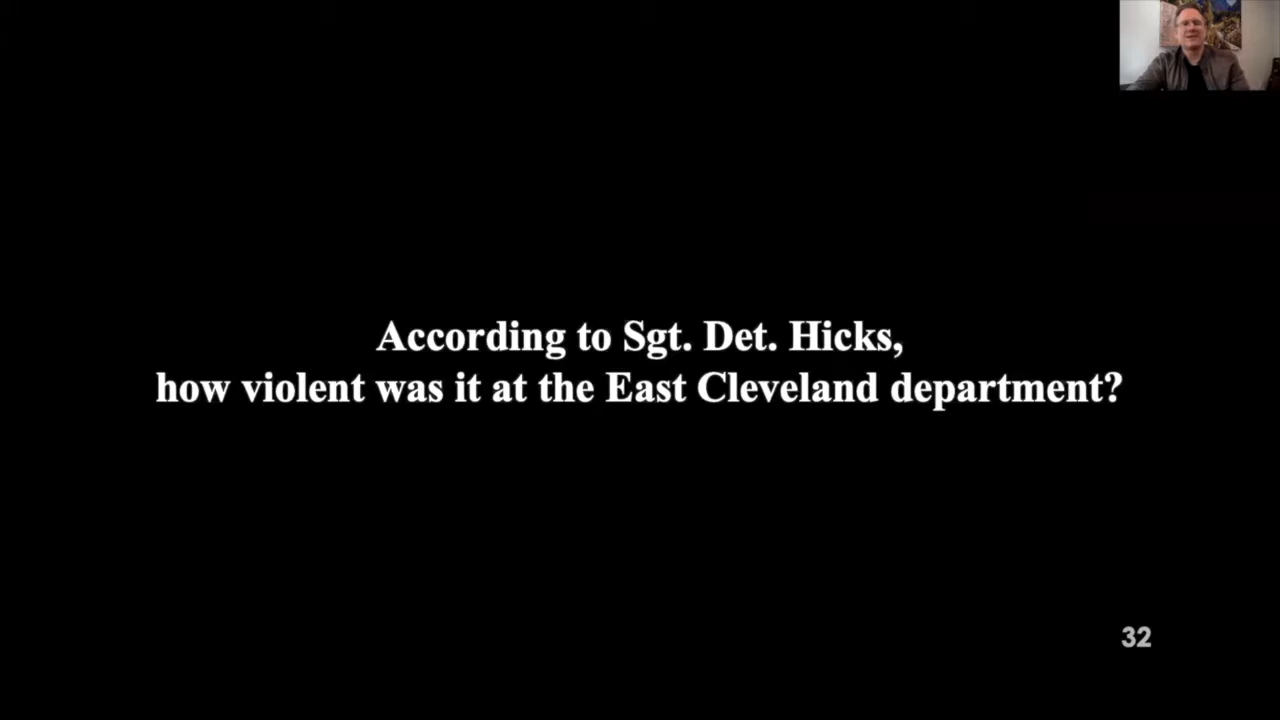 According to Sgt. Det. Hicks,
how violent was it at the East Cleveland department?
32